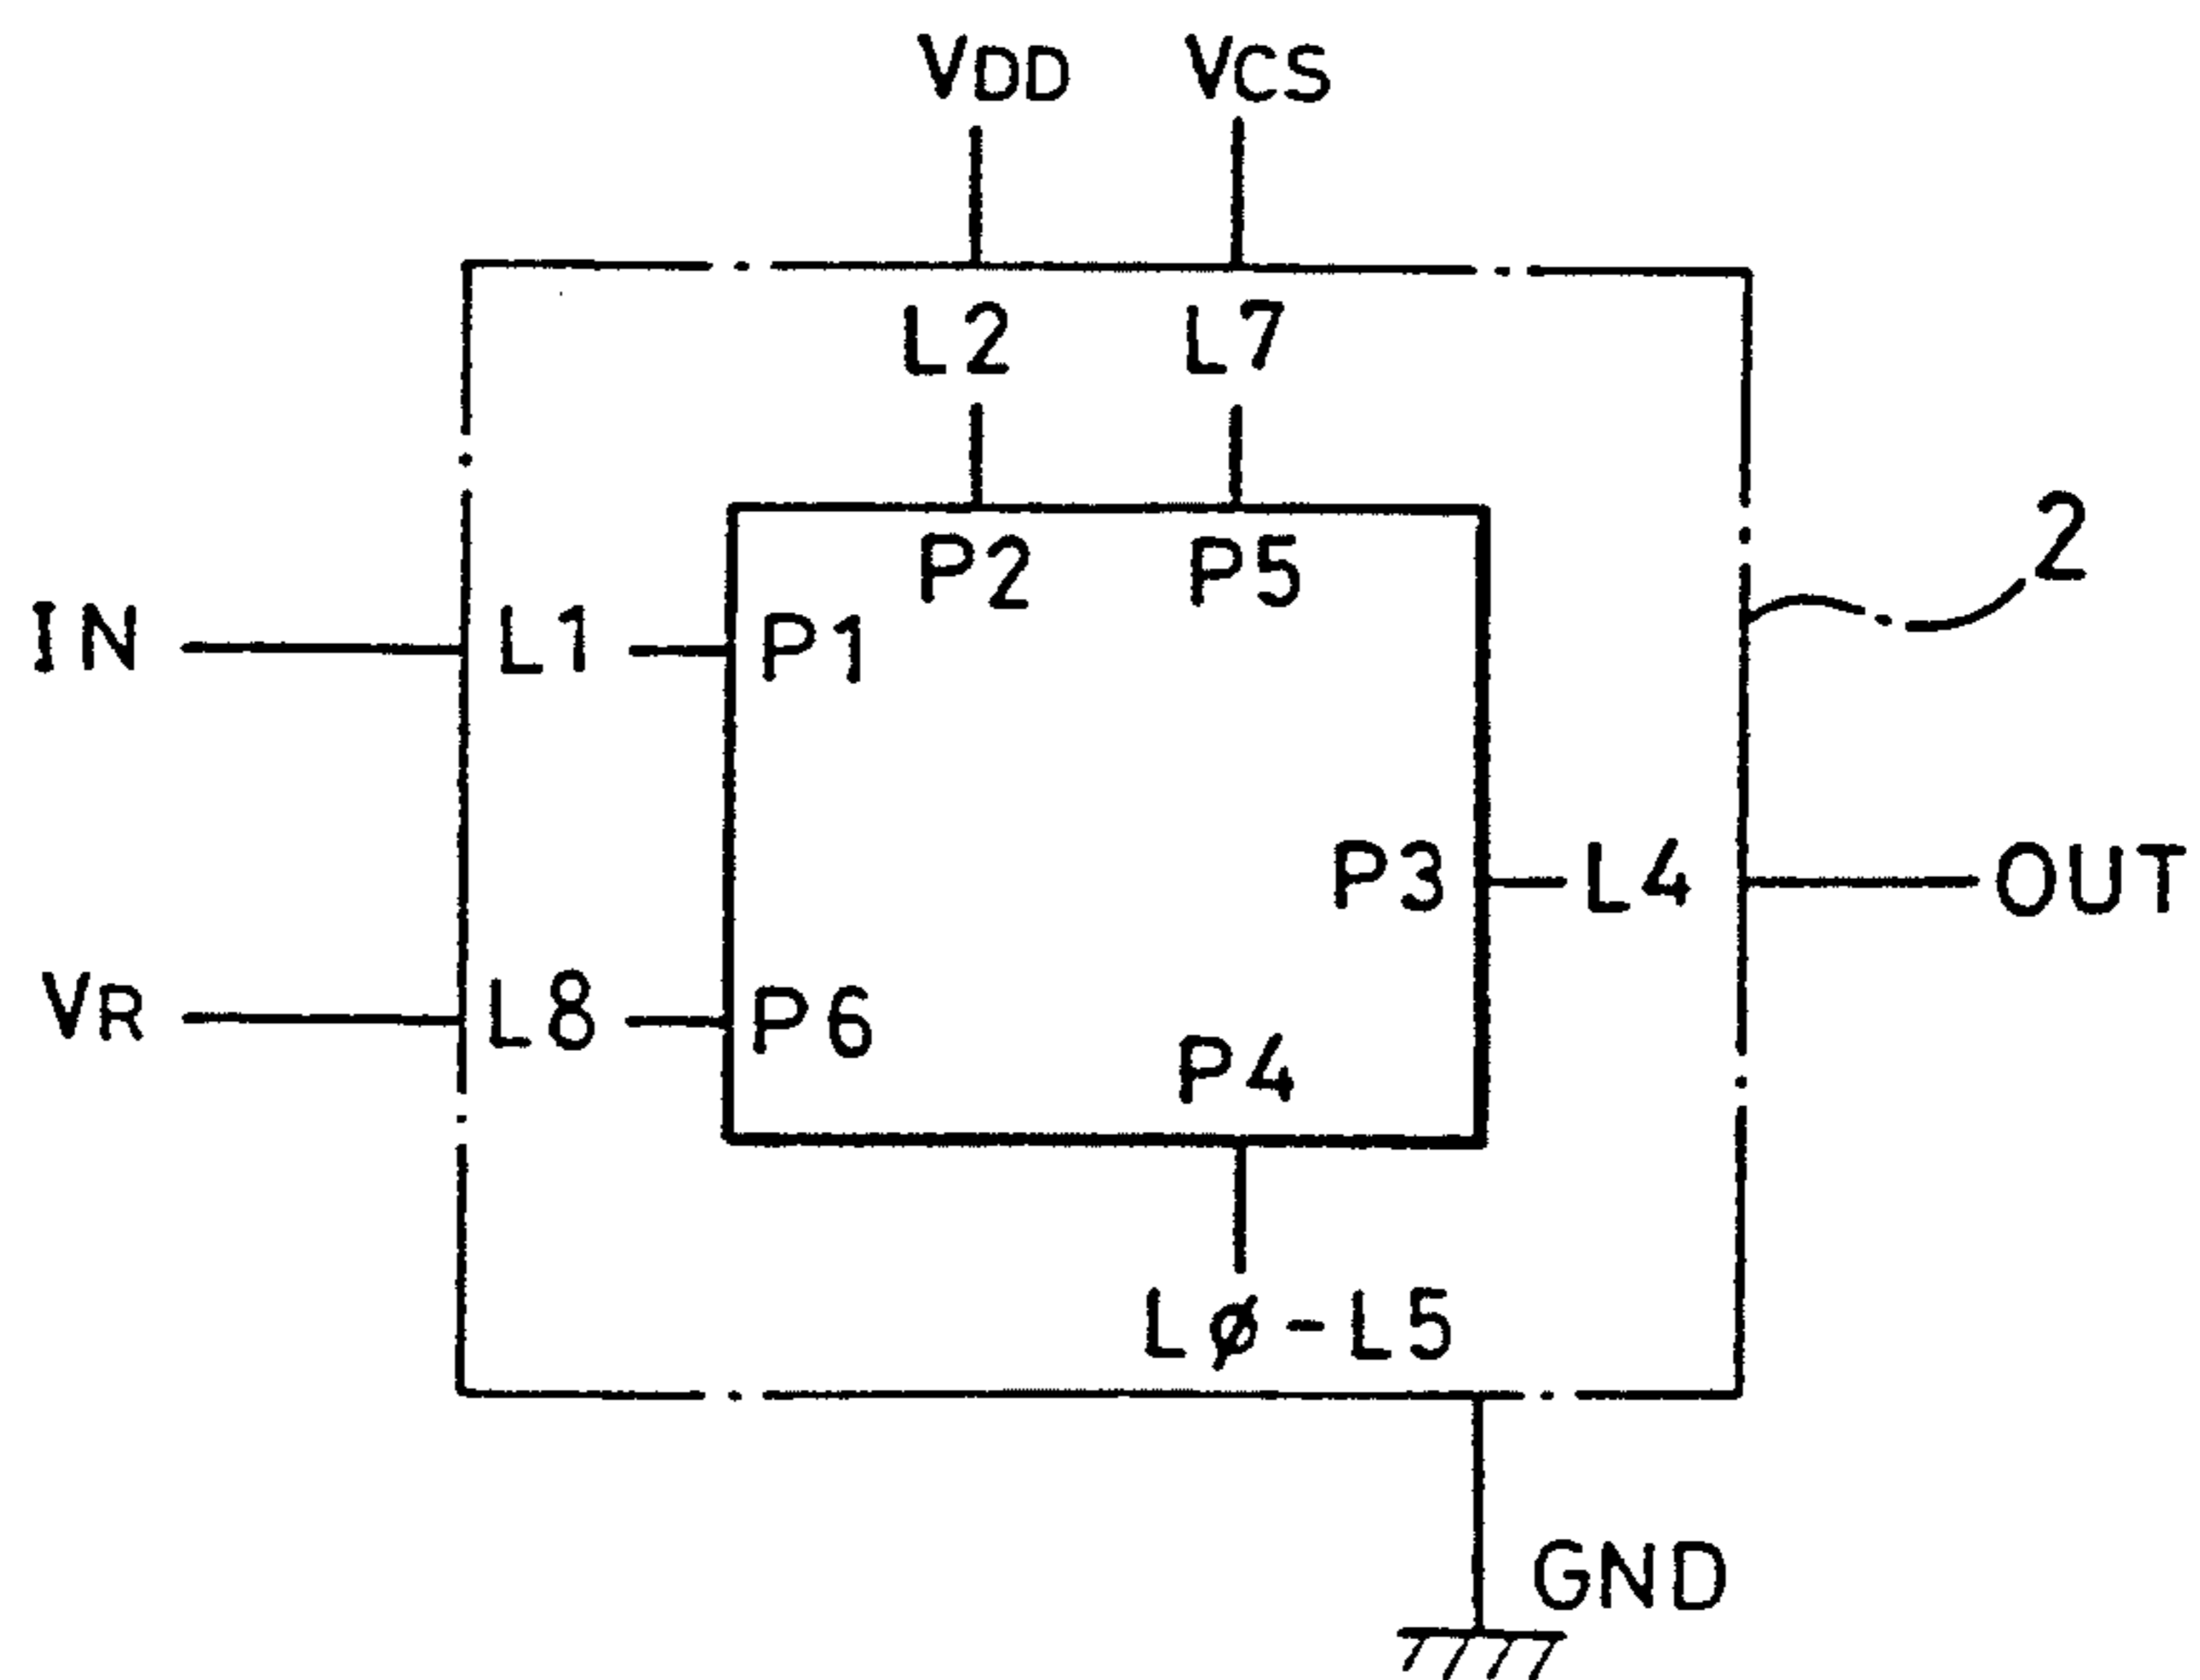 VDD VCS
L2 L7
2
P2 P5
IN L1 P1
P3 L4 OUT
VR L8 P6
P4
Lø-L5
GND